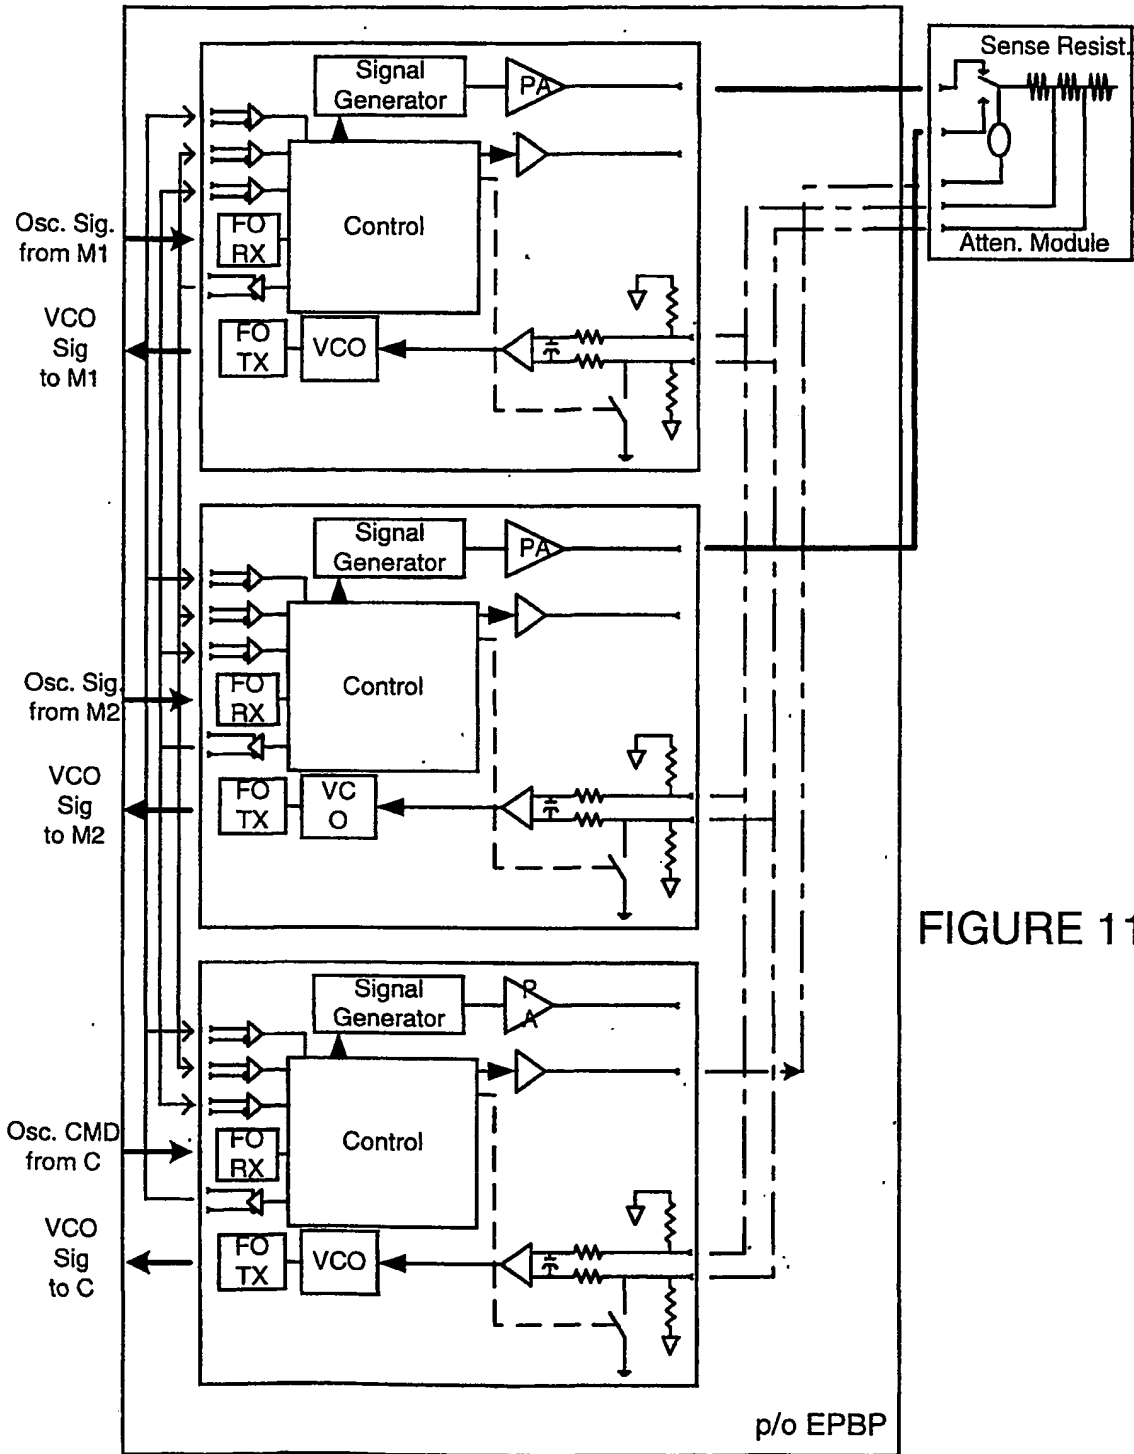 Sense Resist.
Atten. Module
Signal
Generator
PA
Control
Osc. Sig.
from M1
FO
RX
VCO
Sig
to M1
FO
TX
VCO
Signal
Generator
PA
Control
Osc. Sig.
from M2
FO
RX
VCO
Sig
to M2
FO
TX
VC
O
FIGURE 11
Signal
Generator
P
A
Control
Osc. CMD
from C
FO
RX
VCO
Sig
to C
FO
TX
VCO
p/o EPBP